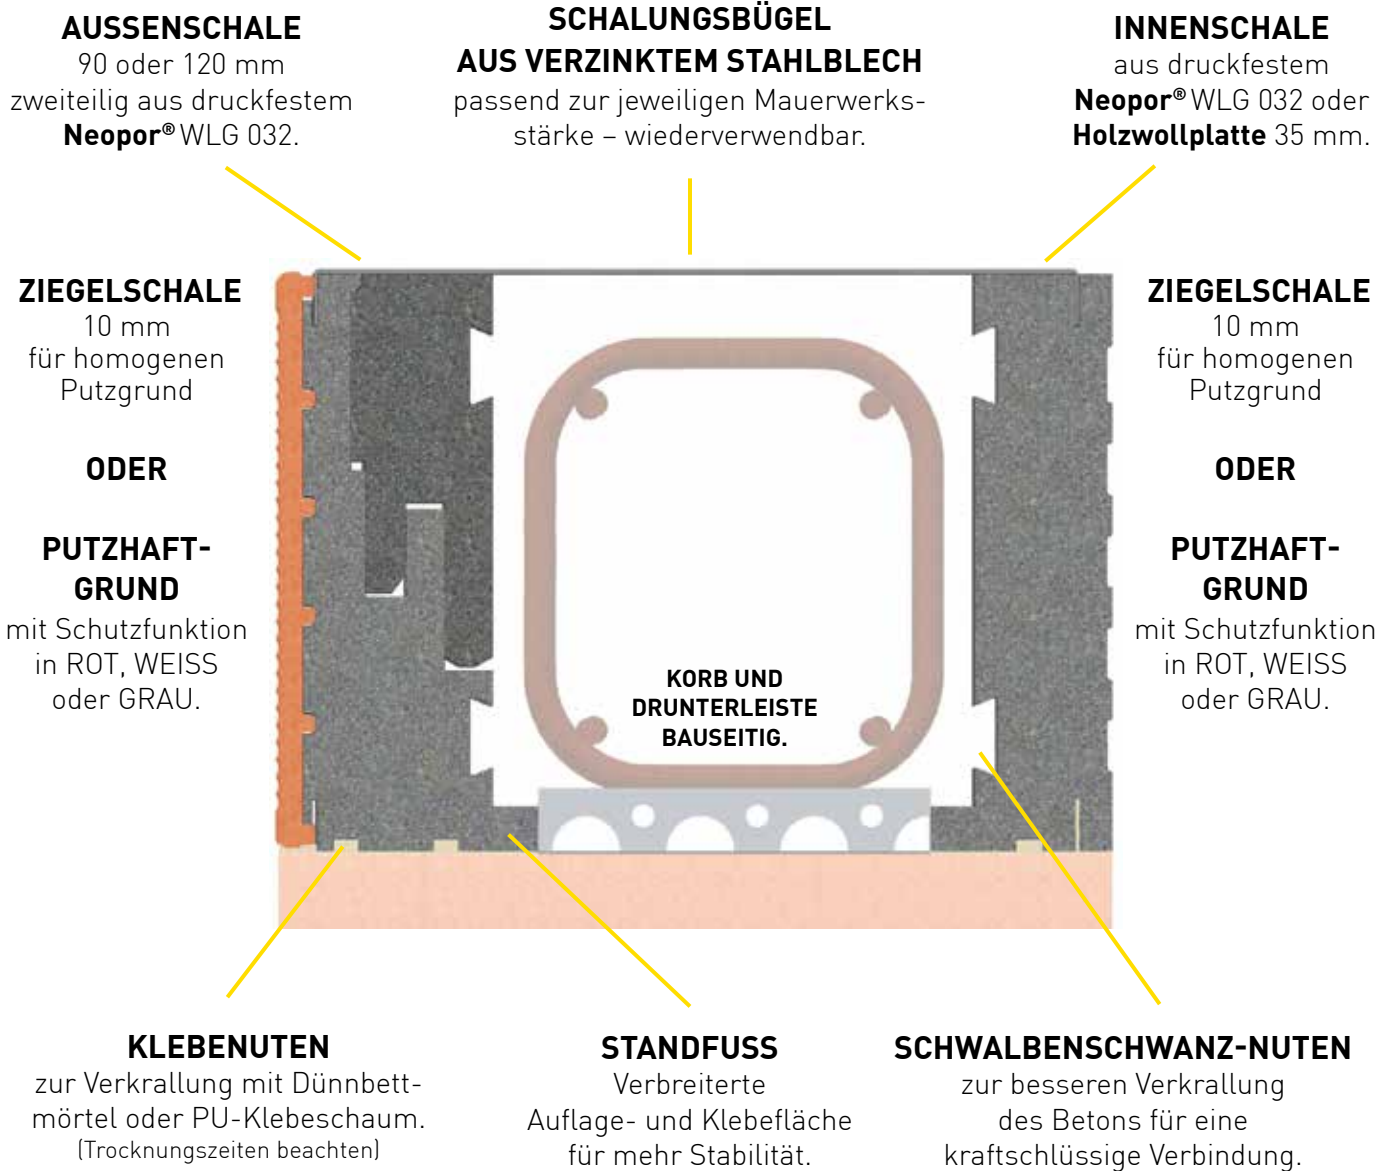 AUSSENSCHALE
90 oder 120 mm
zweiteilig aus druckfestem
Neopor® WLG 032.
SCHALUNGSBÜGEL
AUS VERZINKTEM STAHLBLECH
passend zur jeweiligen Mauerwerks-
stärke – wiederverwendbar.
INNENSCHALE
aus druckfestem
Neopor® WLG 032 oder
Holzwollplatte 35 mm.
ZIEGELSCHALE
10 mm
für homogenen
Putzgrund
ODER
PUTZHAFT-
GRUND
mit Schutzfunktion
in ROT, WEISS
oder GRAU.
KORB UND
DRUNTERLEISTE
BAUSEITIG.
ZIEGELSCHALE
10 mm
für homogenen
Putzgrund
ODER
PUTZHAFT-
GRUND
mit Schutzfunktion
in ROT, WEISS
oder GRAU.
KLEBENUTEN
zur Verkrallung mit Dünnbett-
mörtel oder PU-Klebeschaum.
(Trocknungszeiten beachten)
STANDFUSS
Verbreiterte
Auflage- und Klebefläche
für mehr Stabilität.
SCHWALBENSCHWANZ-NUTEN
zur besseren Verkrallung
des Betons für eine
kraftschlüssige Verbindung.